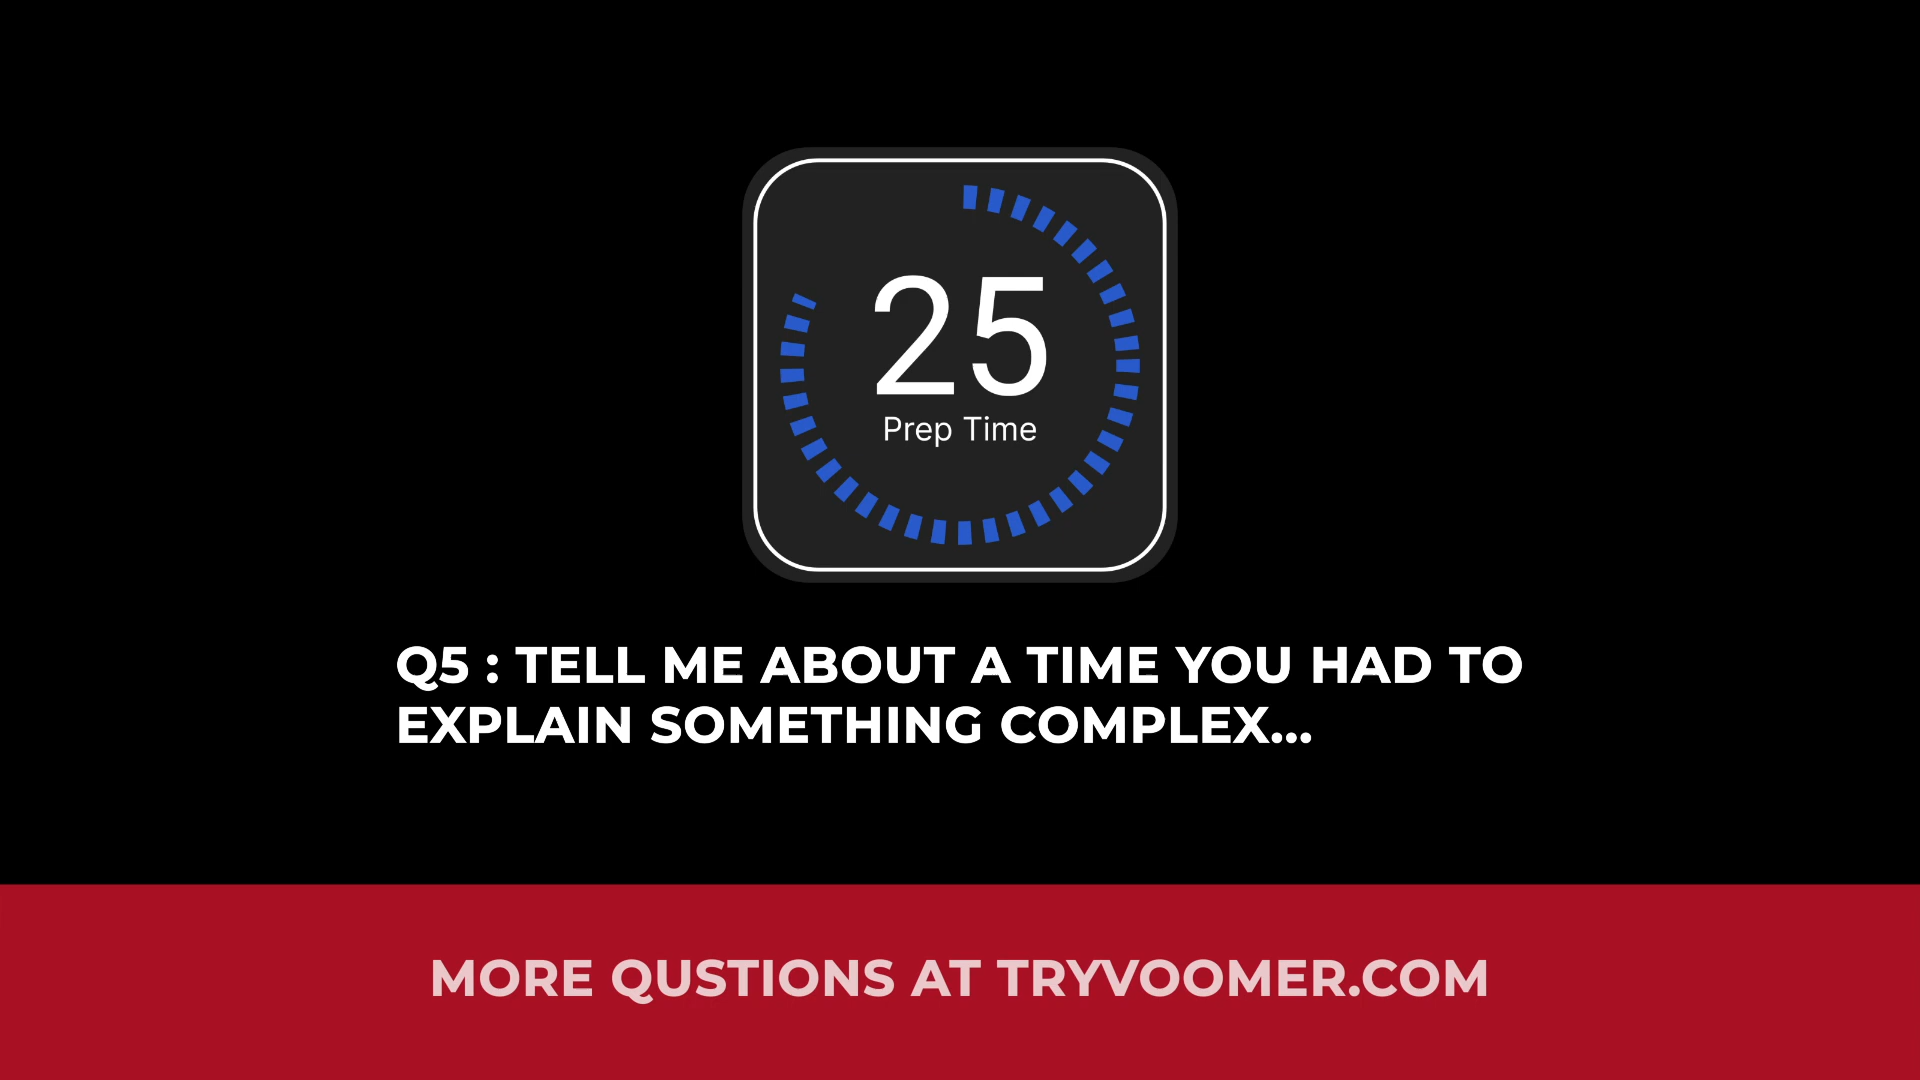 25
Prep Time
Q5 : TELL ME ABOUT A TIME YOU HAD TO
EXPLAIN SOMETHING COMPLEX...
MORE QUSTIONS AT TRYVOOMER.COM